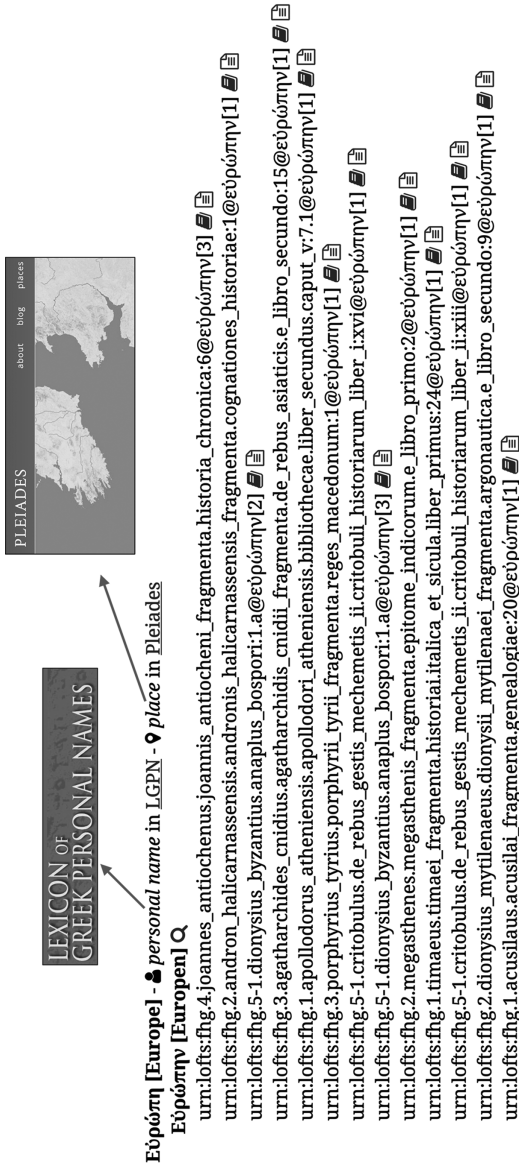 LEXICON OF
GREEK PERSONAL NAMES
PLEIADES
about blog places
Εὐρώπη [Europe] - personal name in LGPN - place in Pleiades
Εὐρώπην [Europen]
urn:lofts:fhg.4.joannes_antiochenus.joannis_antiocheni_fragmenta.historia_chronica:6@εὐρώπην[3]
urn:lofts:fhg.2.andron_halicarnassensis.andronis_halicarnassensis_fragmenta.cognationes_historiae:1@εὐρώπην[1]
urn:lofts:fhg.5-1.dionysius_byzantius.anaplus_bospori:1.a@εὐρώπην[2]
urn:lofts:fhg.3.agatharchides_cnidius.agatharchidis_cnidii_fragmenta.de_rebus_asiaticis.e_libro_secundo:15@εὐρώπην[1]
urn:lofts:fhg.1.apollodorus_atheniensis.apollodori_atheniensis.bibliothecae.liber_secundus.caput_v:7.1@εὐρώπην[1]
urn:lofts:fhg.3.porphyrius_tyrius.porphyrii_tyrii_fragmenta.reges_macedonum:1@εὐρώπην[1]
urn:lofts:fhg.5-1.critobulus.de_rebus_gestis_mechemetis_ii.critobuli_historiarum_liber_i:xvi@εὐρώπην[1]
urn:lofts:fhg.5-1.dionysius_byzantius.anaplus_bospori:1.a@εὐρώπην[3]
urn:lofts:fhg.2.megasthenes.megasthenis_fragmenta.epitome_indicorum.e_libro_primo:2@εὐρώπην[1]
urn:lofts:fhg.1.timaeus.timaei_fragmenta.historiai.italica_et_sicula.liber_primus:24@εὐρώπην[1]
urn:lofts:fhg.5-1.critobulus.de_rebus_gestis_mechemetis_ii.critobuli_historiarum_liber_ii:xiii@εὐρώπην[1]
urn:lofts:fhg.2.dionysius_mytilenaeus.dionysii_mytilenaei_fragmenta.argonautica.e_libro_secundo:9@εὐρώπην[1]
urn:lofts:fhg.1.acusilaus.acusilai_fragmenta.genealogiae:20@εὐρώπην[1]